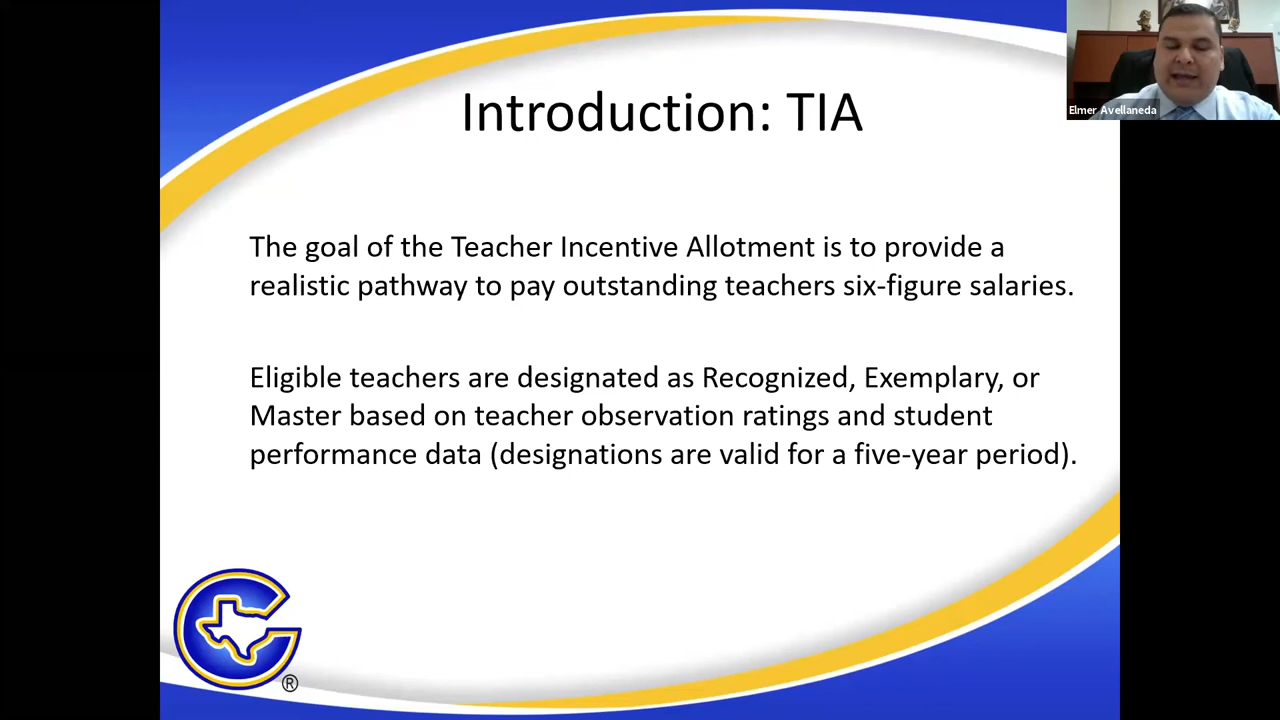 Introduction: TIA
Elmer Avellaneda
The goal of the Teacher Incentive Allotment is to provide a
realistic pathway to pay outstanding teachers six-figure salaries.
Eligible teachers are designated as Recognized, Exemplary, or
Master based on teacher observation ratings and student
performance data (designations are valid for a five-year period).
®